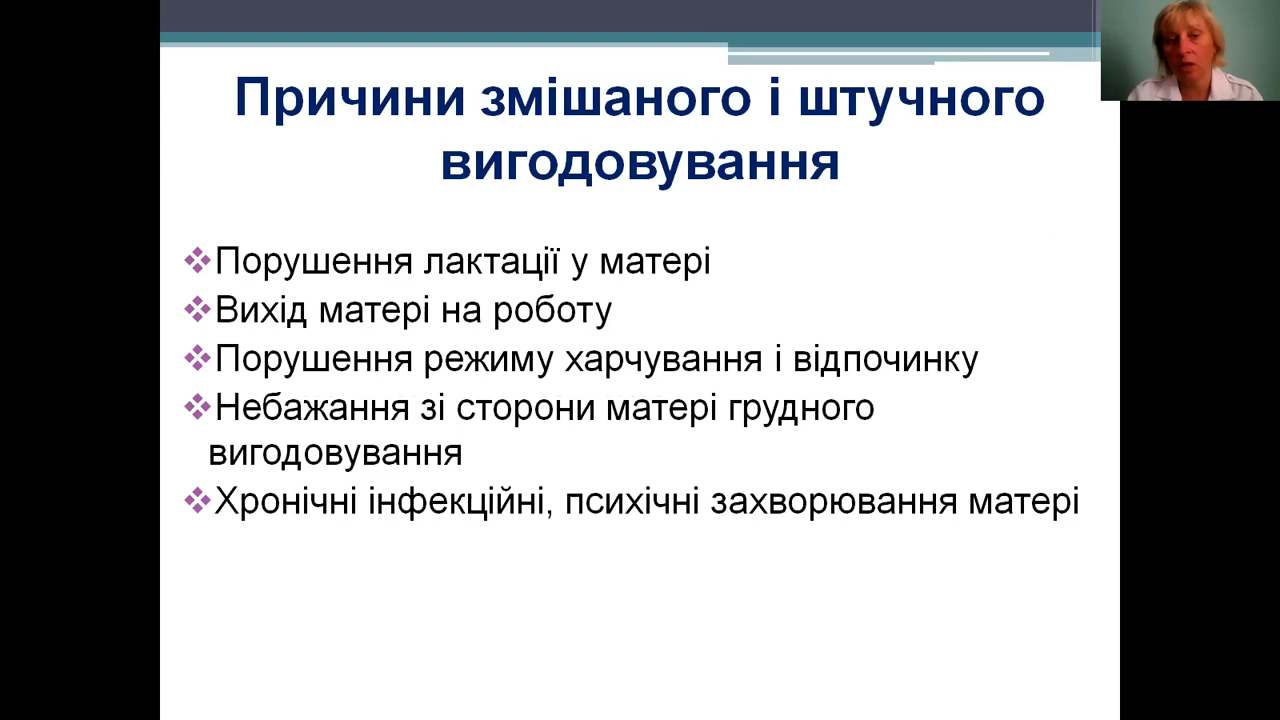 Причини змішаного і штучного
вигодовування
Порушення лактації у матері
Вихід матері на роботу
Порушення режиму харчування і відпочинку
Небажання зі сторони матері грудного
вигодовування
Хронічні інфекційні, психічні захворювання матері